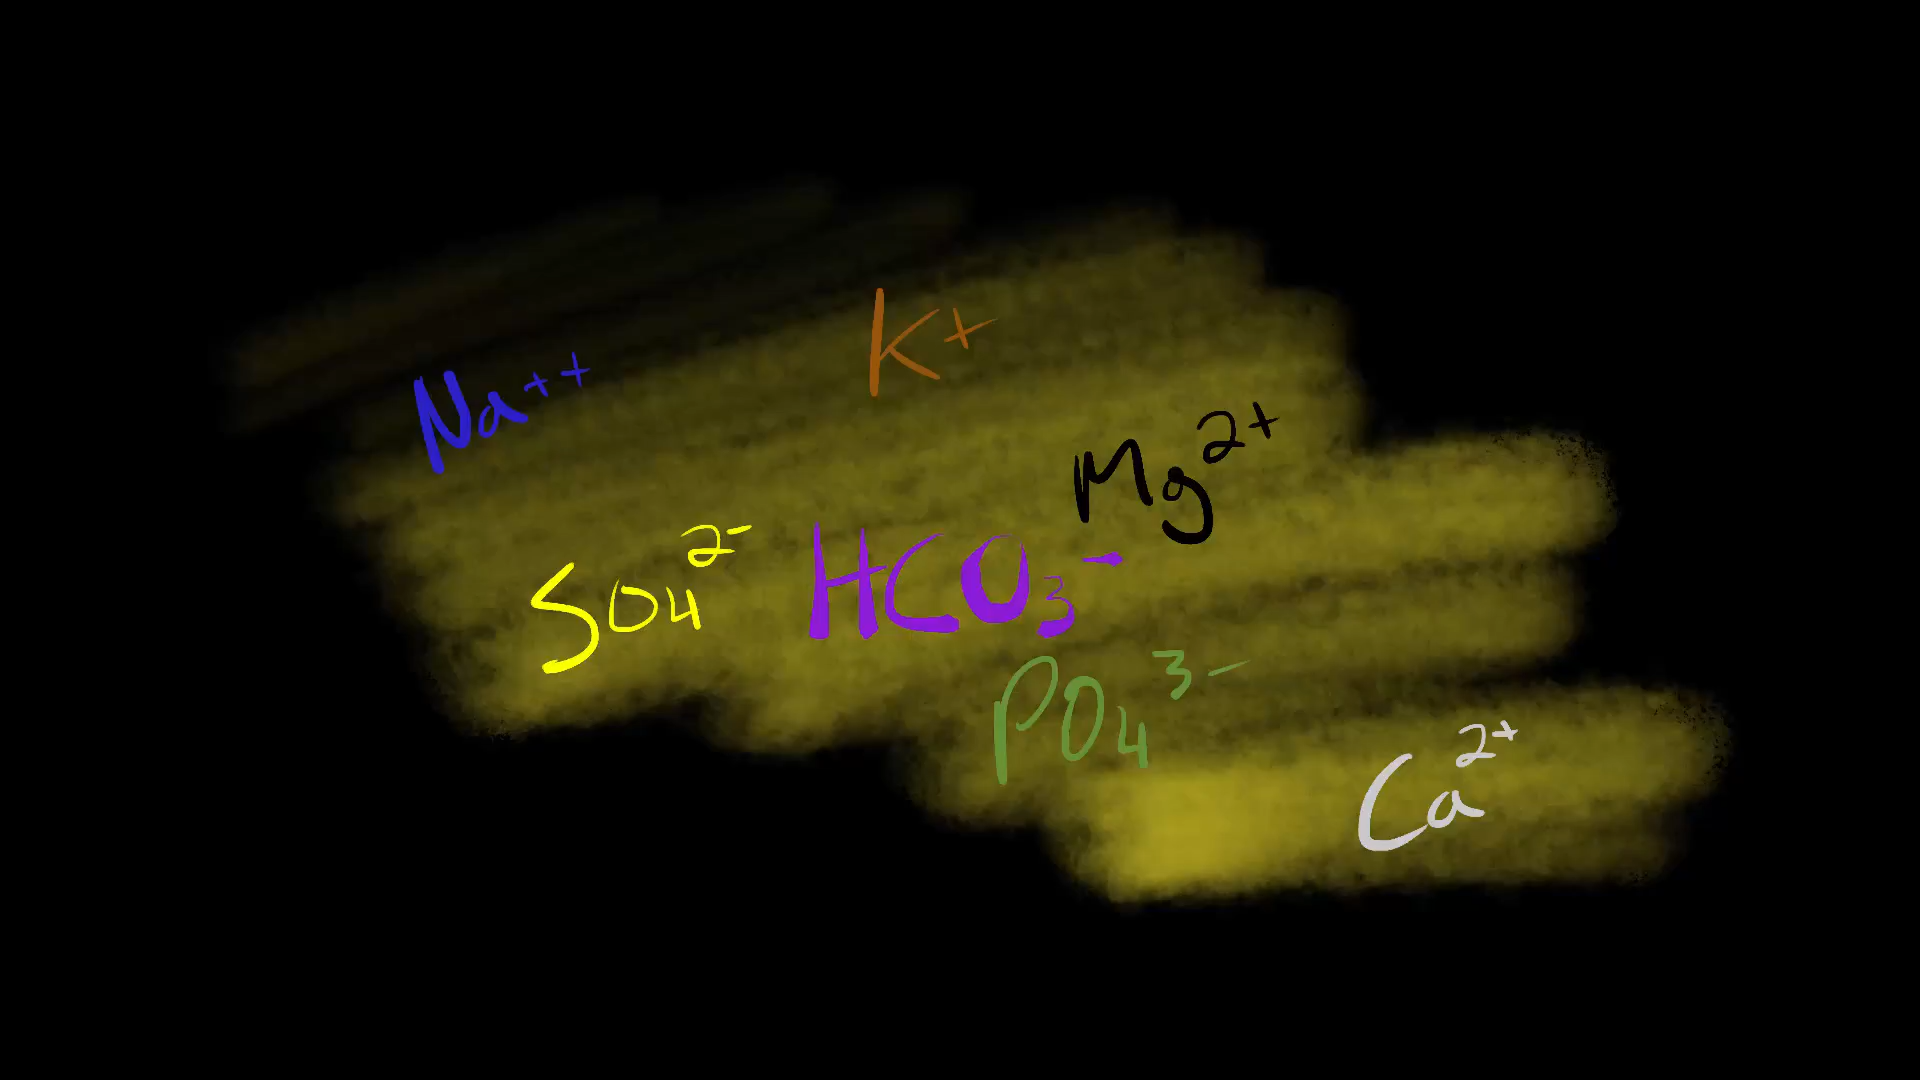 K⁺
Na⁺⁺
Mg²⁺
SO₄²⁻ HCO₃⁻
PO₄³⁻
Ca²⁺